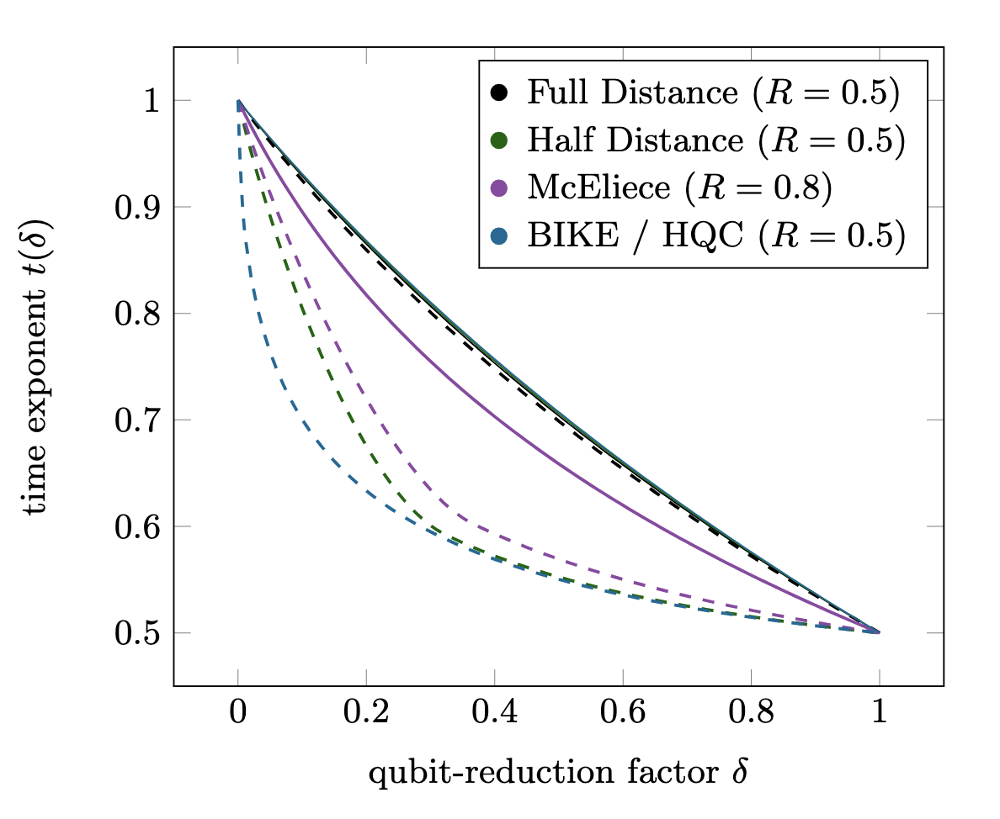 Full Distance (R = 0.5)
Half Distance (R = 0.5)
McEliece (R = 0.8)
BIKE / HQC (R = 0.5)
time exponent t(δ)
1
0.9
0.8
0.7
0.6
0.5
0 0.2 0.4 0.6 0.8 1
qubit-reduction factor δ